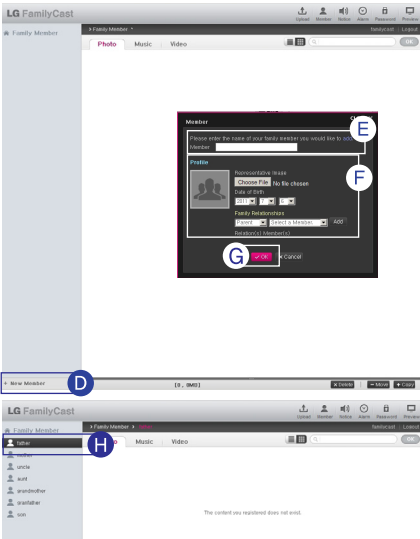 LG FamilyCast
Upload Member Notice Alarm Password Preview
Family Member
> Family Member
familycast Logout
Photo Music Video
OK
Member
E
Please enter the name of your family member you would like to add
Member
Profile
F
Representative Image
Choose File No file chosen
Date of Birth
2011 7 6
Family Relationships
Parent Select a Member. Add
Relation(s) Member(s)
G
OK × Cancel
+ New Member
D
[0, 0MB]
× Delete − Move + Copy
LG FamilyCast
Upload Member Notice Alarm Password Preview
Family Member
> Family Member >
familycast Logout
father
H
Music Video
OK
mother
uncle
aunt
grandmother
grandfather
son
The content you registered does not exist.